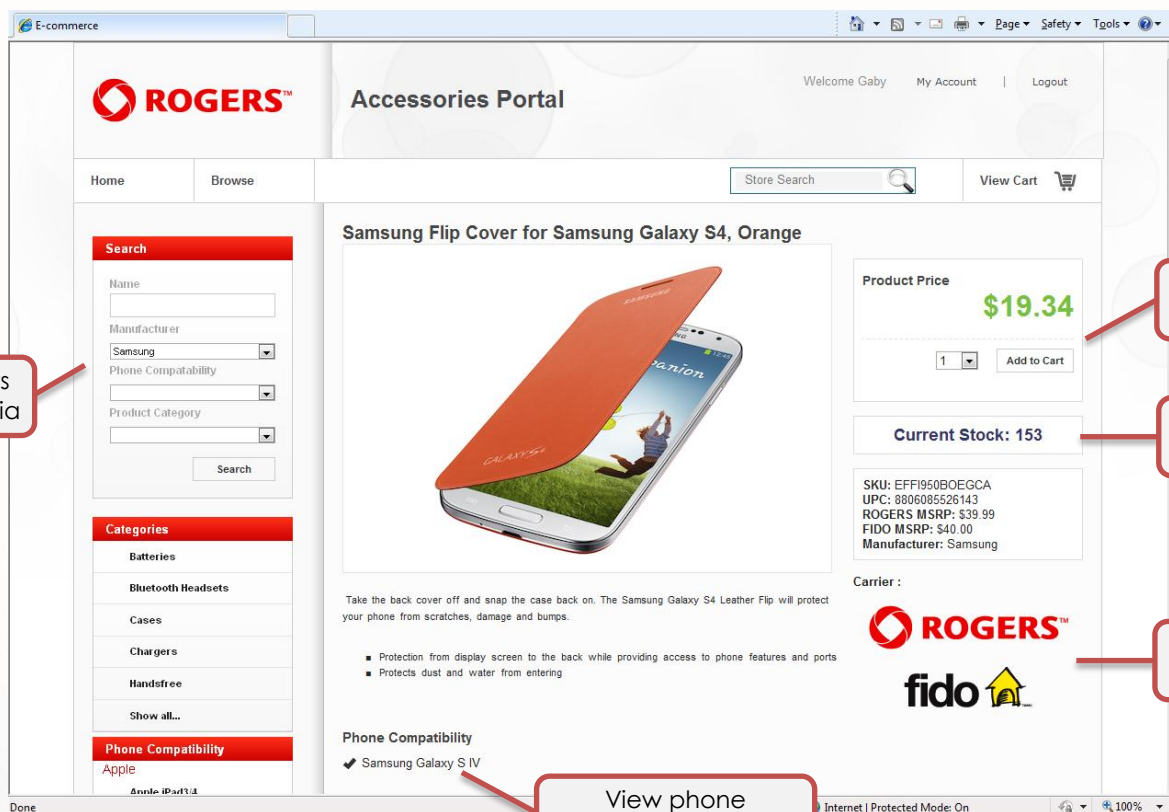 E-commerce
Page Safety Tools
ROGERS™
Accessories Portal
Welcome Gaby My Account | Logout
Home Browse
Store Search
View Cart
Search
Name
Manufacturer
Samsung
Phone Compatability
Product Category
Search
Categories
Batteries
Bluetooth Headsets
Cases
Chargers
Handsfree
Show all...
Phone Compatibility
Apple
Apple iPad3/4
Samsung Flip Cover for Samsung Galaxy S4, Orange
SAMSUNG
12:45
GALAXY S4
Take the back cover off and snap the case back on. The Samsung Galaxy S4 Leather Flip will protect
your phone from scratches, damage and bumps.
Protection from display screen to the back while providing access to phone features and ports
Protects dust and water from entering
Phone Compatibility
Samsung Galaxy S IV
Product Price
$19.34
1 Add to Cart
Current Stock: 153
SKU: EFFI950BOEGCA
UPC: 8806085526143
ROGERS MSRP: $39.99
FIDO MSRP: $40.00
Manufacturer: Samsung
Carrier :
ROGERS™
fido
View phone
Done
Internet | Protected Mode: On
100%